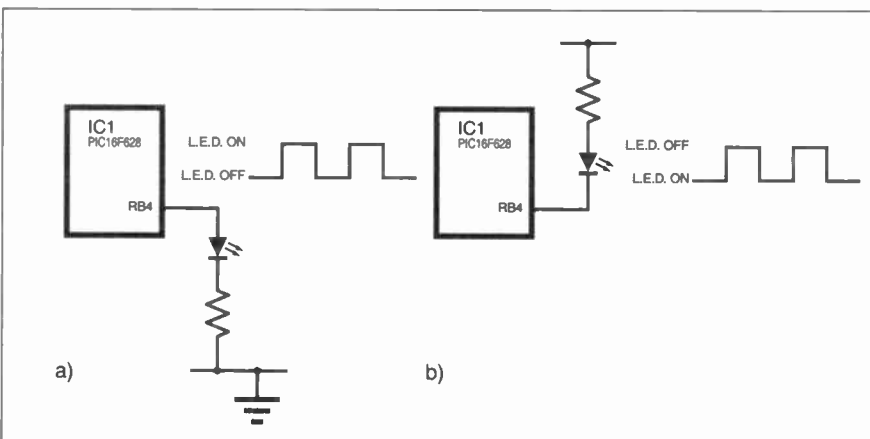 IC1
PIC16F628
RB4
L.E.D. ON
L.E.D. OFF
a)
IC1
PIC16F628
RB4
L.E.D. OFF
L.E.D. ON
b)